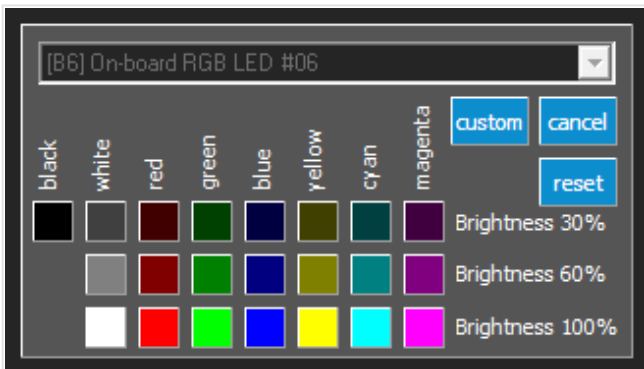 [B6] On-board RGB LED #06
black white red green blue yellow cyan magenta custom cancel
reset
Brightness 30%
Brightness 60%
Brightness 100%